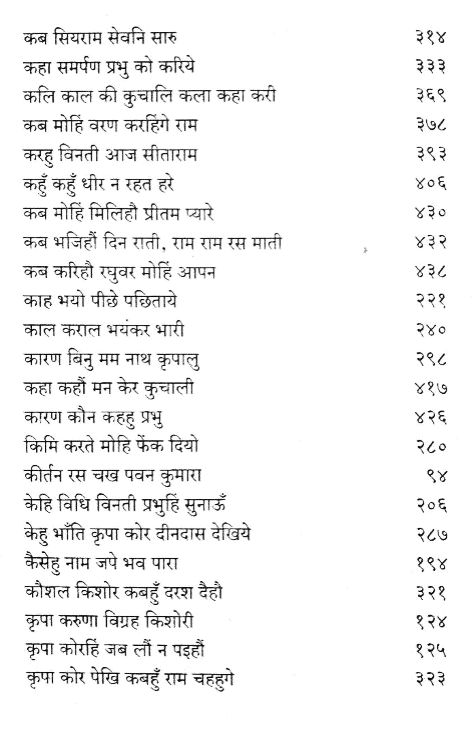 कब सियराम सेवनि सारु ३१४
कहा समर्पण प्रभु को करिये ३३३
कलि काल की कुचालि कला कहा करी ३६९
कब मोहिं वरण करहिंगे राम ३७८
करहु विनती आज सीताराम ३९३
कहुँ कहुँ धीर न रहत हरे ४०६
कब मोहिं मिलिहौ प्रीतम प्यारे ४३०
कब भजिहौं दिन राती, राम राम रस माती ४३२
कब करिहौ रघुवर मोहिं आपन ४३८
काह भयो पीछे पछिताये २२१
काल कराल भयंकर भारी २४०
कारण बिनु मम नाथ कृपालु २९८
कहा कहौं मन केर कुचाली ४१७
कारण कौन कहहु प्रभु ४२६
किमि करते मोहि फेंक दियो २८०
कीर्तन रस चख पवन कुमारा ९४
केहि विधि विनती प्रभुहिं सुनाऊँ २०६
केहु भाँति कृपा कोर दीनदास देखिये २८७
कैसेहु नाम जपे भव पारा १९४
कौशल किशोर कबहुँ दरश दैहौ ३२१
कृपा करुणा विग्रह किशोरी १२४
कृपा कोरहिं जब लौं न पइहौं १२५
कृपा कोर पेखि कबहुँ राम चहहुगे ३२३